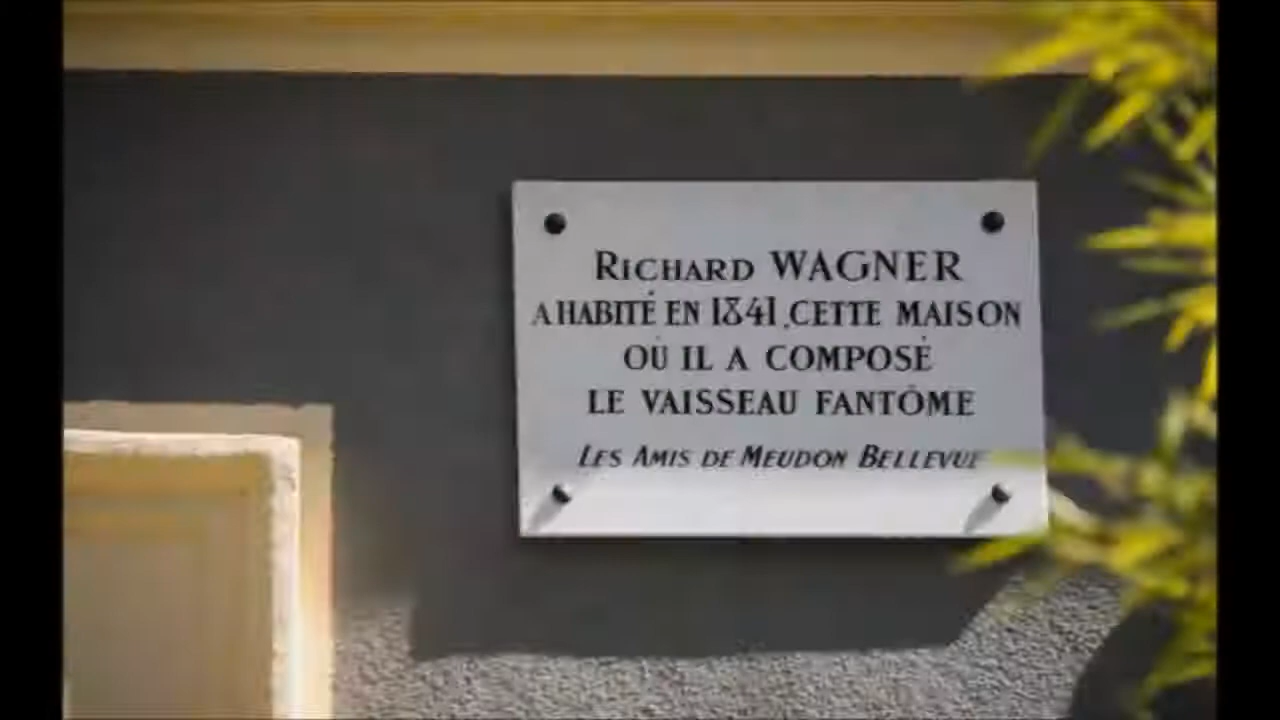 RICHARD WAGNER
A HABITÉ EN 1841, CETTE MAISON
OÙ IL A COMPOSÉ
LE VAISSEAU FANTÔME
LES AMIS DE MEUDON BELLEVUE